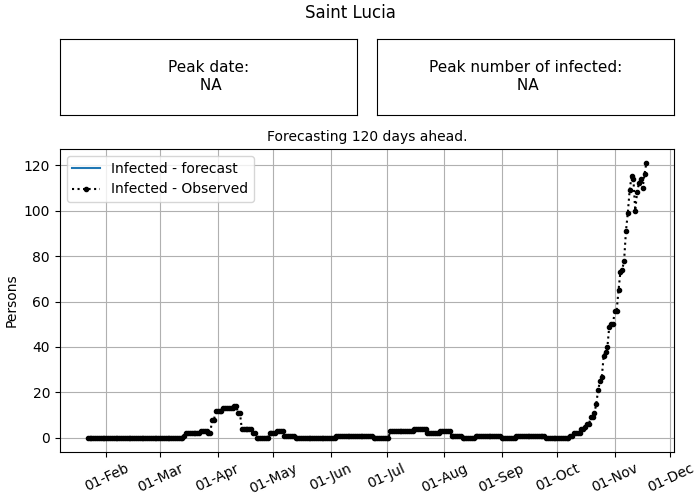 Saint Lucia
Peak date:
NA
Peak number of infected:
NA
Forecasting 120 days ahead.
Infected - forecast
Infected - Observed
Persons
120
100
80
60
40
20
0
01-Feb
01-Mar
01-Apr
01-May
01-Jun
01-Jul
01-Aug
01-Sep
01-Oct
01-Nov
01-Dec